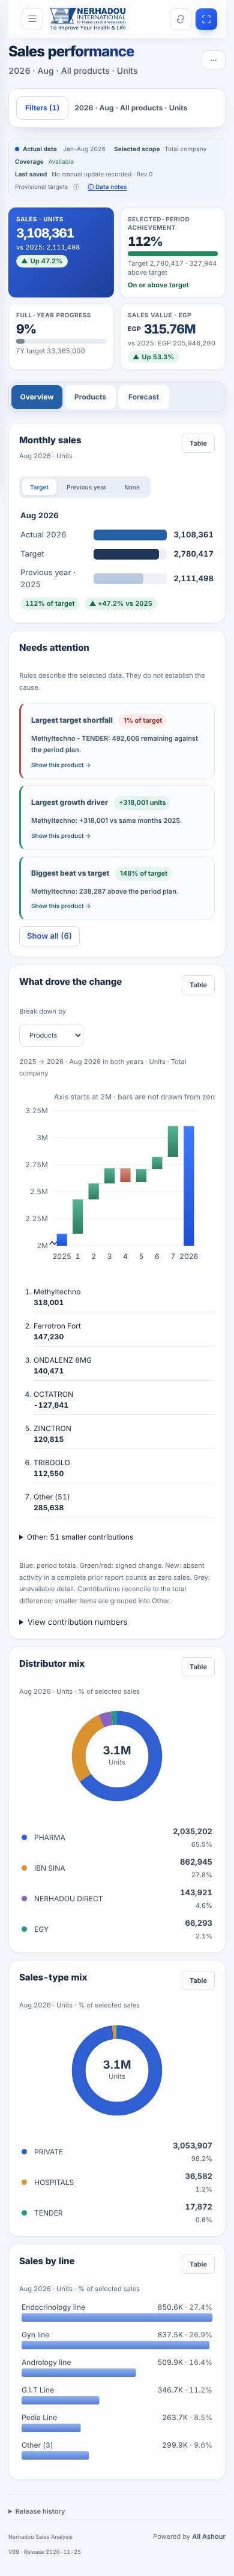 NERHADOU
INTERNATIONAL
To Improve Your Health & Life
Sales performance
2026 · Aug · All products · Units
Filters (1)
2026 · Aug · All products · Units
Actual data Jan–Aug 2026 Selected scope Total company
Coverage Available
Last saved No manual update recorded · Rev 0
Provisional targets ⓘ ⓘ Data notes
SALES · UNITS
3,108,361
vs 2025: 2,111,498
▲ Up 47.2%
SELECTED-PERIOD
ACHIEVEMENT
112%
Target 2,780,417 · 327,944
above target
On or above target
FULL-YEAR PROGRESS
9%
FY target 33,365,000
SALES VALUE · EGP
EGP 315.76M
vs 2025: EGP 205,946,260
▲ Up 53.3%
Overview
Products
Forecast
Monthly sales
Table
Aug 2026 · Units
Target
Previous year
None
Aug 2026
Actual 2026 3,108,361
Target 2,780,417
Previous year ·
2025
2,111,498
112% of target ▲ +47.2% vs 2025
Needs attention
Rules describe the selected data. They do not establish the
cause.
Largest target shortfall 1% of target
Methyltechno - TENDER: 492,606 remaining against
the period plan.
Show this product →
Largest growth driver +318,001 units
Methyltechno: +318,001 vs same months 2025.
Show this product →
Biggest beat vs target 148% of target
Methyltechno: 238,287 above the period plan.
Show this product →
Show all (6)
What drove the change
Table
Break down by
Products
2025 → 2026 · Aug 2026 in both years · Units · Total
company
Axis starts at 2M · bars are not drawn from zero
3.25M
3M
2.75M
2.5M
2.25M
2M
2025 1 2 3 4 5 6 7 2026
1. Methyltechno
318,001
2. Ferrotron Fort
147,230
3. ONDALENZ 8MG
140,471
4. OCTATRON
-127,841
5. ZINCTRON
120,815
6. TRIBGOLD
112,550
7. Other (51)
285,638
▶ Other: 51 smaller contributions
Blue: period totals. Green/red: signed change. New: absent
activity in a complete prior report counts as zero sales. Grey:
unavailable detail. Contributions reconcile to the total
difference; smaller items are grouped into Other.
▶ View contribution numbers
Distributor mix
Table
Aug 2026 · Units · % of selected sales
3.1M
Units
PHARMA 2,035,202
65.5%
IBN SINA 862,945
27.8%
NERHADOU DIRECT 143,921
4.6%
EGY 66,293
2.1%
Sales-type mix
Table
Aug 2026 · Units · % of selected sales
3.1M
Units
PRIVATE 3,053,907
98.2%
HOSPITALS 36,582
1.2%
TENDER 17,872
0.6%
Sales by line
Table
Aug 2026 · Units · % of selected sales
Endocrinology line 850.6K · 27.4%
Gyn line 837.5K · 26.9%
Andrology line 509.9K · 16.4%
G.I.T Line 346.7K · 11.2%
Pedia Line 263.7K · 8.5%
Other (3) 299.9K · 9.6%
▶ Release history
Nerhadou Sales Analysis
Powered by Ali Ashour
V69 · Release 2026-11-25